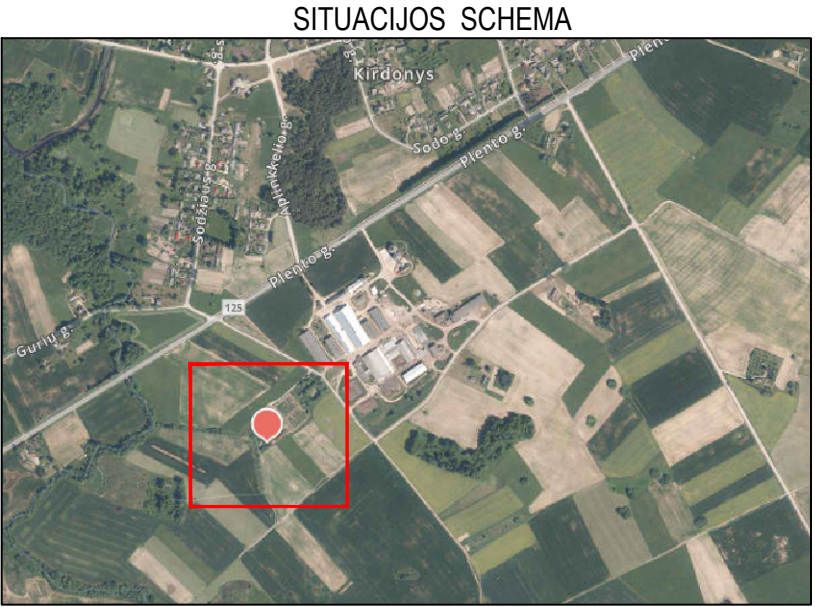 SITUACIJOS SCHEMA
Kirdonys
Plento g.
Sodo g.
Plento g.
Aplinkkelio g.
Sodžiaus g.
Plento g.
125
Gurių g.